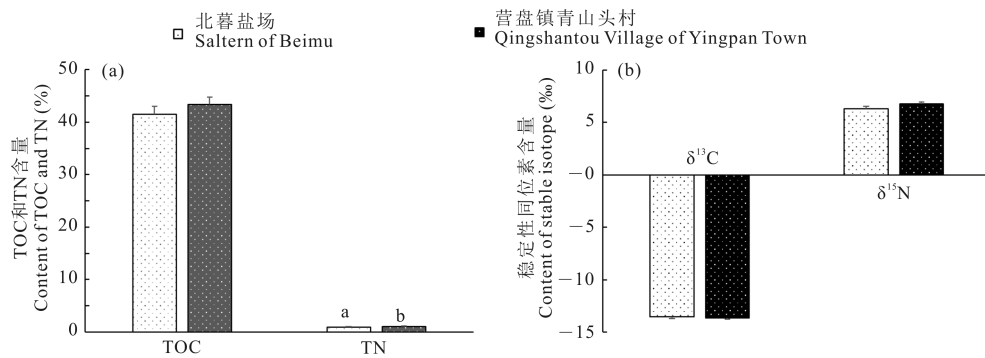 北暮盐场
Saltern of Beimu
营盘镇青山头村
Qingshantou Village of Yingpan Town
(a)
TOC和TN含量
Content of TOC and TN (%)
50
40
30
20
10
0
a
b
TOC
TN
(b)
稳定性同位素含量
Content of stable isotope (‰)
10
5
−0
−5
−10
−15
δ¹³C
δ¹⁵N